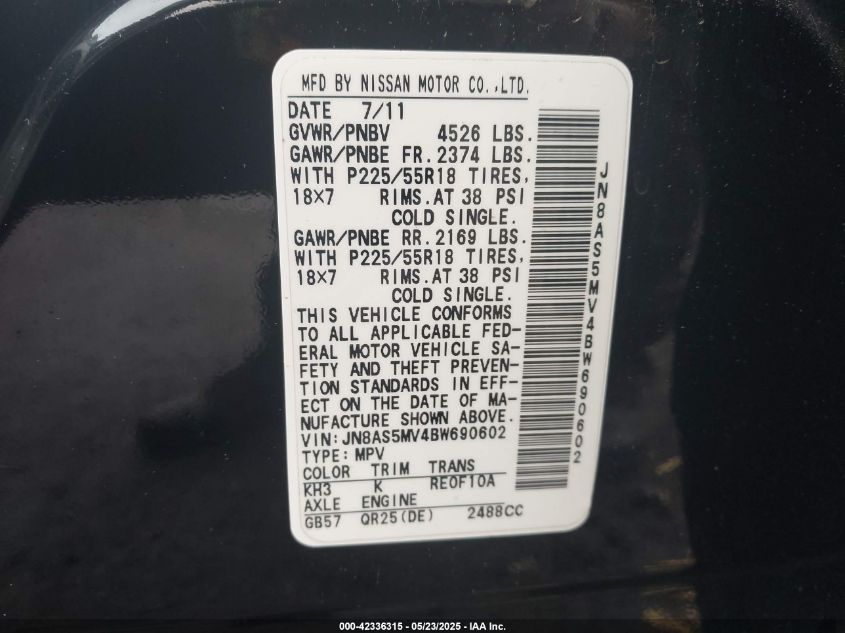 MFD BY NISSAN MOTOR CO.,LTD.
DATE 7/11
GVWR/PNBV 4526 LBS.
GAWR/PNBE FR. 2374 LBS.
WITH P225/55R18 TIRES,
18X7 RIMS.AT 38 PSI
COLD SINGLE.
GAWR/PNBE RR. 2169 LBS.
WITH P225/55R18 TIRES,
18X7 RIMS.AT 38 PSI
COLD SINGLE.
THIS VEHICLE CONFORMS
TO ALL APPLICABLE FED-
ERAL MOTOR VEHICLE SA-
FETY AND THEFT PREVEN-
TION STANDARDS IN EFF-
ECT ON THE DATE OF MA-
NUFACTURE SHOWN ABOVE.
VIN:JN8AS5MV4BW690602
TYPE:MPV
COLOR TRIM TRANS
KH3 K RE0F10A
AXLE ENGINE
GB57 QR25(DE) 2488CC
JN8AS5MV4BW690602
000-42336315 - 05/23/2025 - IAA Inc.